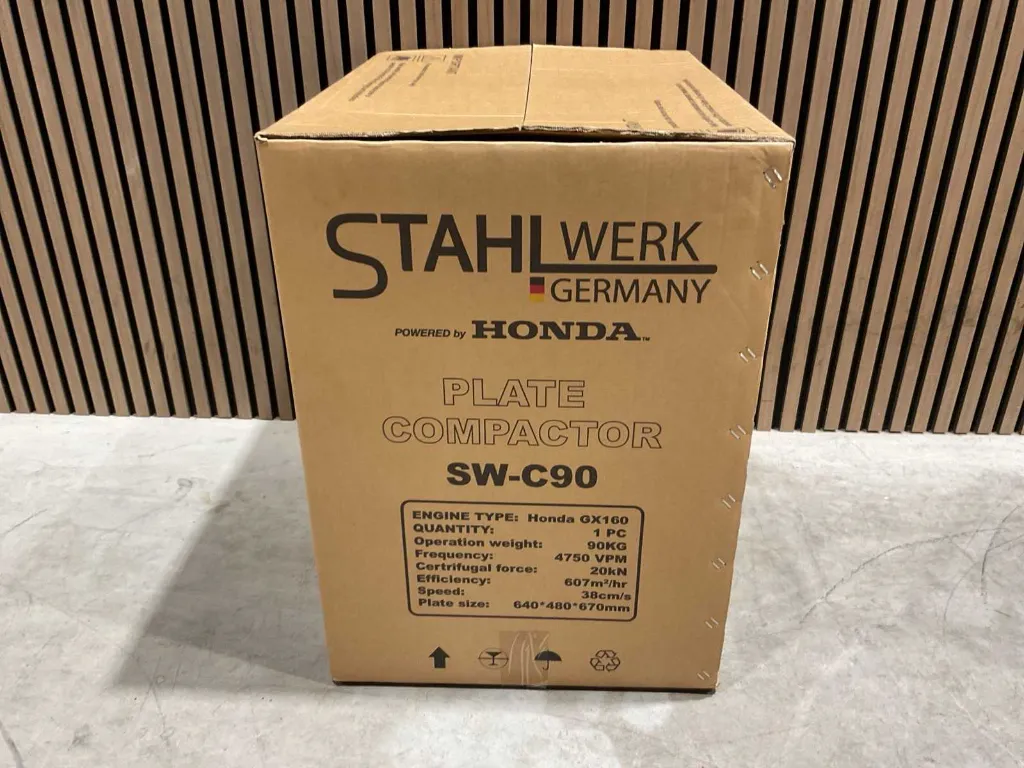 STAHLWERK
GERMANY
POWERED by HONDA™
PLATE
COMPACTOR
SW-C90
ENGINE TYPE: Honda GX160
QUANTITY: 1 PC
Operation weight: 90KG
Frequency: 4750 VPM
Certrifugal force: 20kN
Efficiency: 607m²/hr
Speed: 38cm/s
Plate size: 640*480*670mm